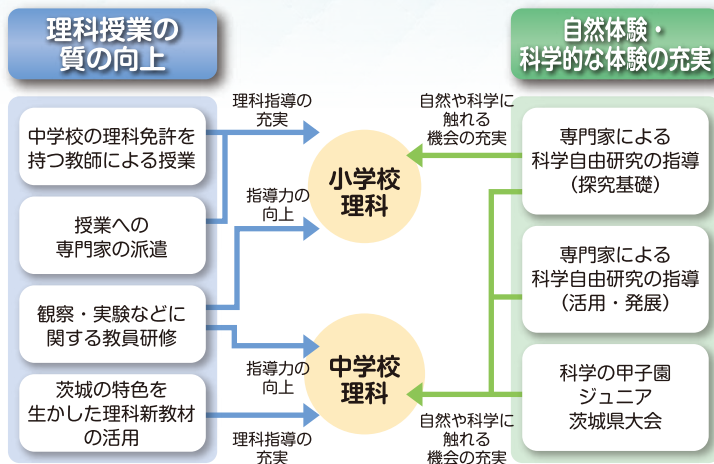 理科授業の
質の向上
中学校の理科免許を
持つ教師による授業
授業への
専門家の派遣
観察・実験などに
関する教員研修
茨城の特色を
生かした理科新教材
の活用
理科指導の
充実
指導力の
向上
指導力の
向上
理科指導の
充実
小学校
理科
中学校
理科
自然や科学に
触れる
機会の充実
自然や科学に
触れる
機会の充実
自然体験・
科学的な体験の充実
専門家による
科学自由研究の指導
(探究基礎)
専門家による
科学自由研究の指導
(活用・発展)
科学の甲子園
ジュニア
茨城県大会